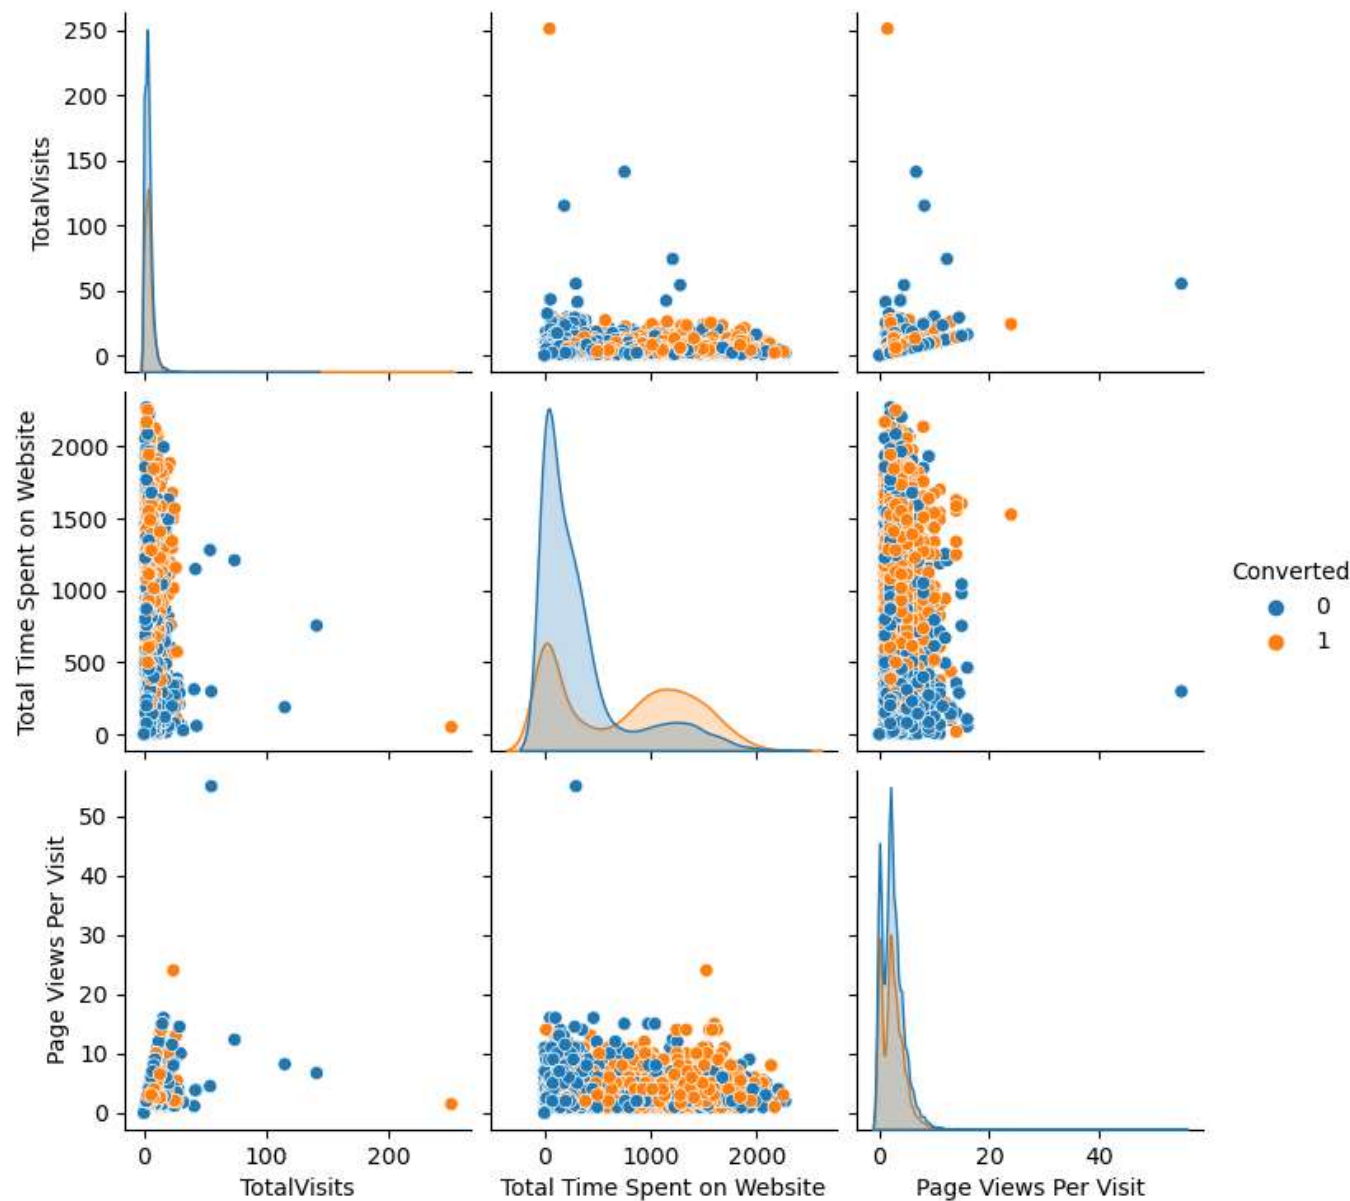 250
200
150
100
50
0
TotalVisits
2000
1500
1000
500
0
Total Time Spent on Website
Converted
0
1
50
40
30
20
10
0
Page Views Per Visit
0 100 200
0 1000 2000
0 20 40
TotalVisits
Total Time Spent on Website
Page Views Per Visit